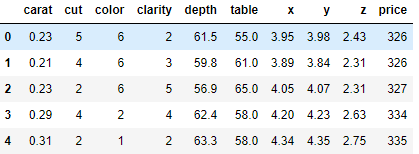 carat cut color clarity depth table x y z price
0 0.23 5 6 2 61.5 55.0 3.95 3.98 2.43 326
1 0.21 4 6 3 59.8 61.0 3.89 3.84 2.31 326
2 0.23 2 6 5 56.9 65.0 4.05 4.07 2.31 327
3 0.29 4 2 4 62.4 58.0 4.20 4.23 2.63 334
4 0.31 2 1 2 63.3 58.0 4.34 4.35 2.75 335